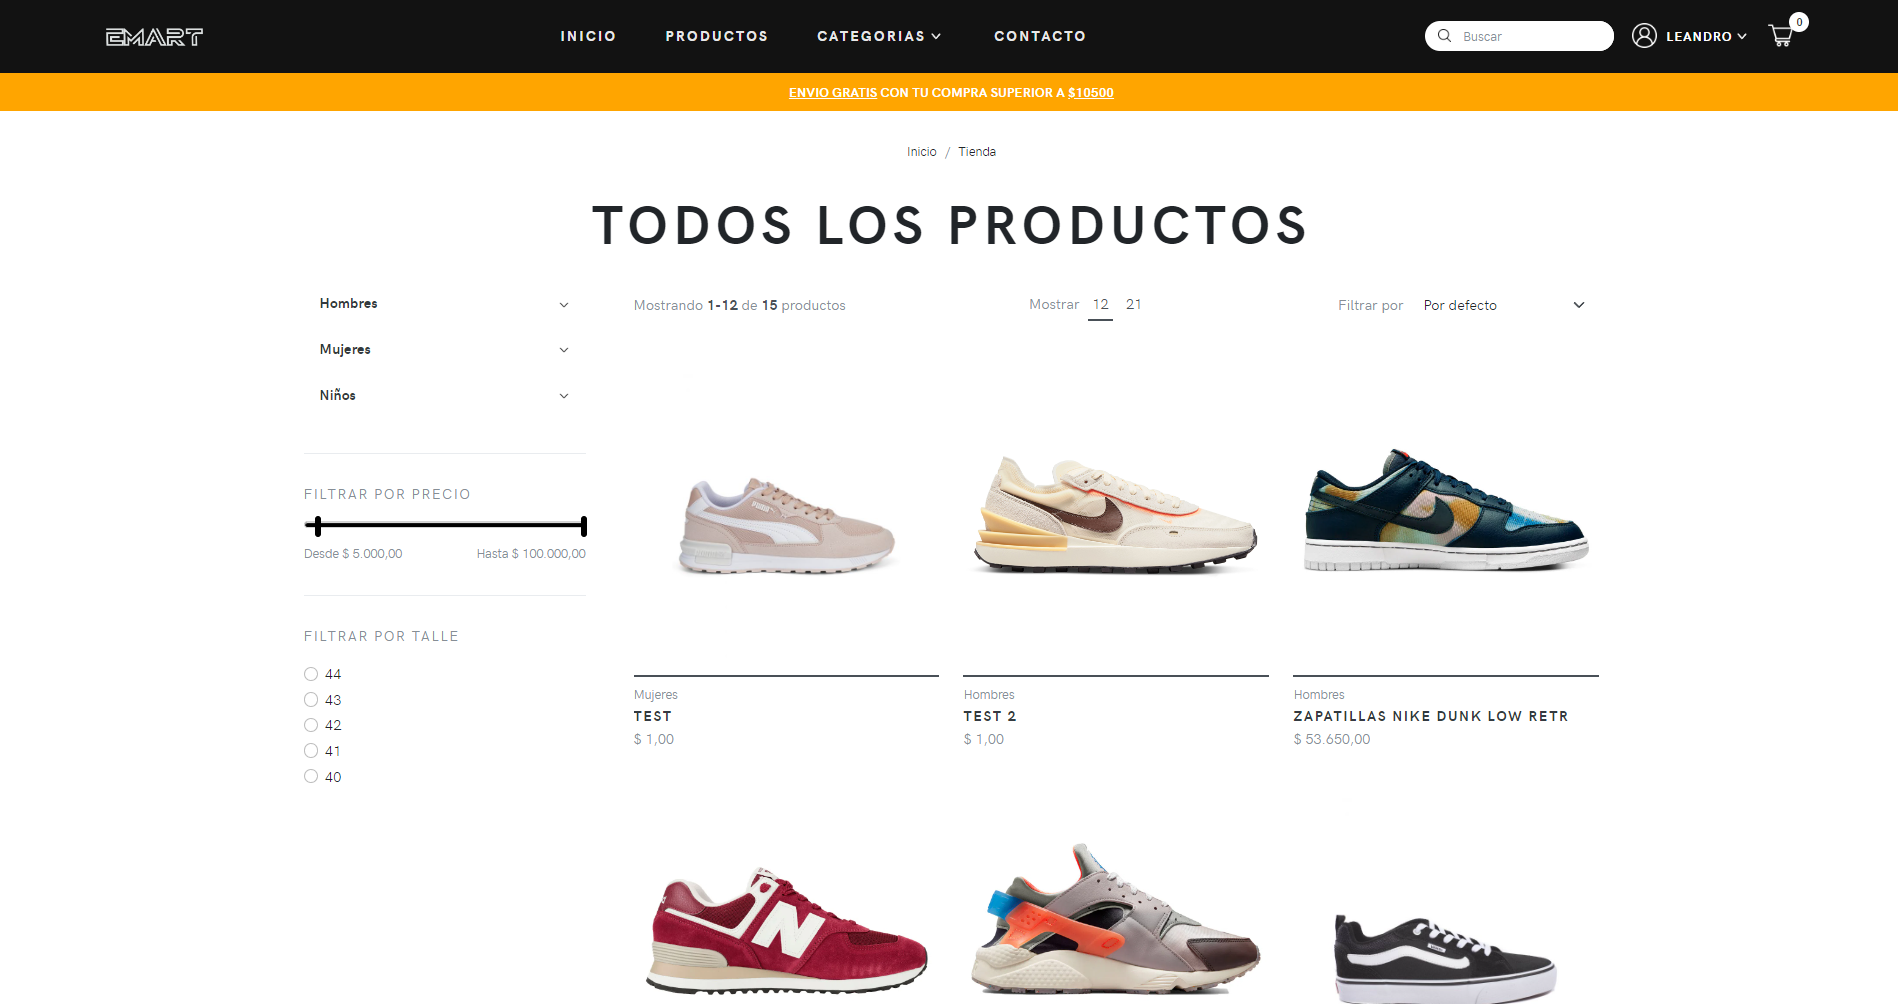 EMART
INICIO PRODUCTOS CATEGORIAS CONTACTO
Buscar
LEANDRO
0
ENVIO GRATIS CON TU COMPRA SUPERIOR A $10500
Inicio / Tienda
TODOS LOS PRODUCTOS
Hombres
Mujeres
Niños
FILTRAR POR PRECIO
Desde $ 5.000,00 Hasta $ 100.000,00
FILTRAR POR TALLE
44
43
42
41
40
Mostrando 1-12 de 15 productos
Mostrar 12 21
Filtrar por Por defecto
Mujeres
TEST
$ 1,00
Hombres
TEST 2
$ 1,00
Hombres
ZAPATILLAS NIKE DUNK LOW RETR
$ 53.650,00
N